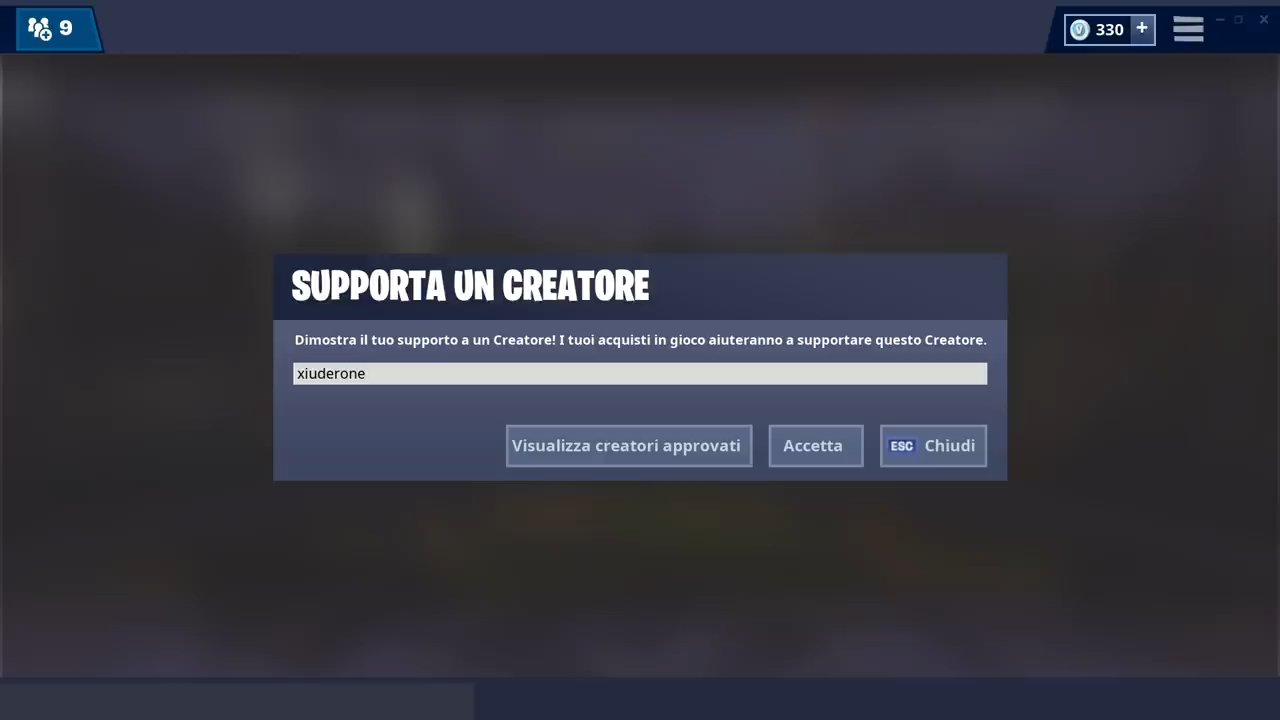 9
330 +
SUPPORTA UN CREATORE
Dimostra il tuo supporto a un Creatore! I tuoi acquisti in gioco aiuteranno a supportare questo Creatore.
xiuderone
Visualizza creatori approvati Accetta ESC Chiudi